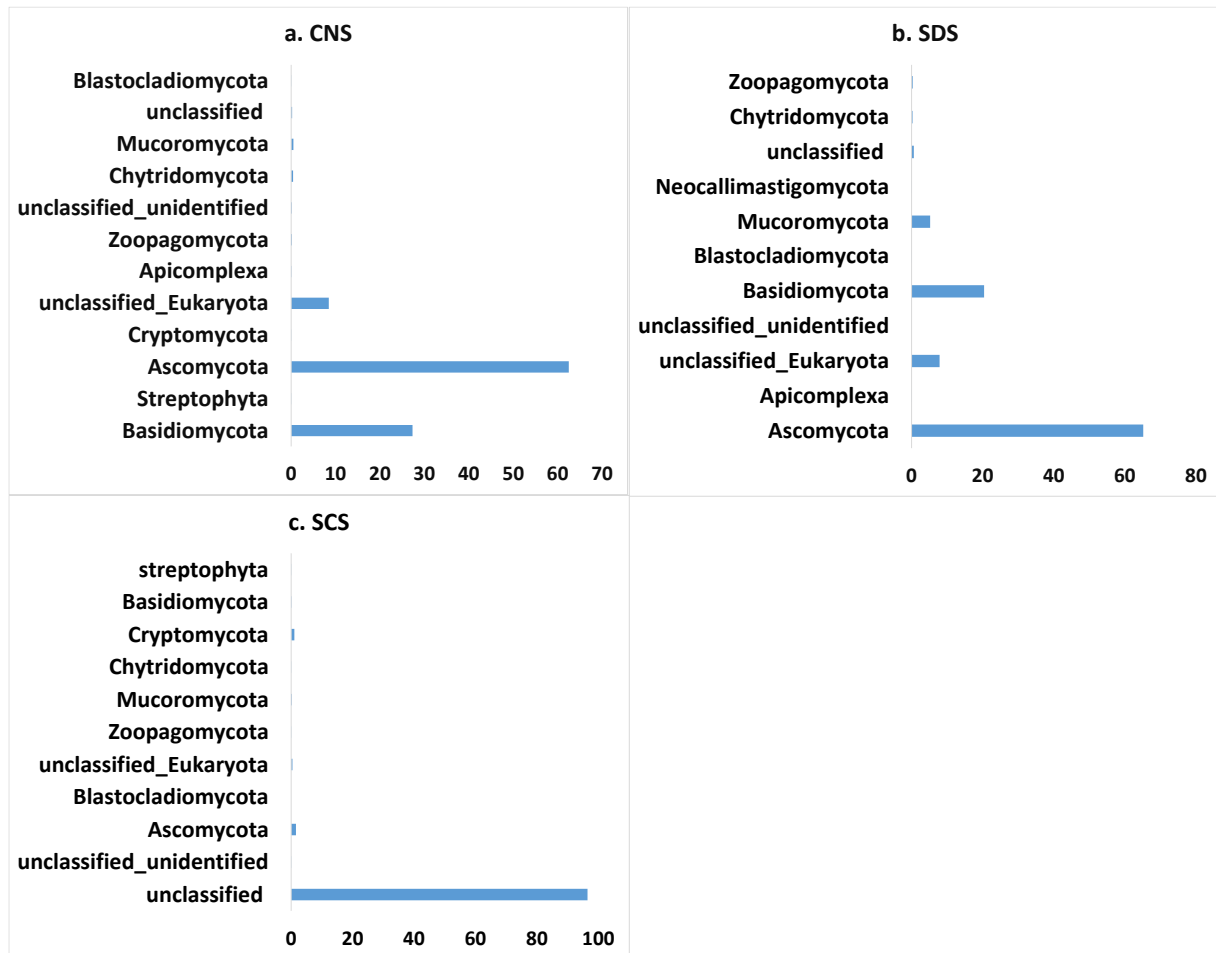 a. CNS
Blastocladiomycota
unclassified
Mucoromycota
Chytridomycota
unclassified_unidentified
Zoopagomycota
Apicomplexa
unclassified_Eukaryota
Cryptomycota
Ascomycota
Streptophyta
Basidiomycota
0 10 20 30 40 50 60 70
b. SDS
Zoopagomycota
Chytridomycota
unclassified
Neocallimastigomycota
Mucoromycota
Blastocladiomycota
Basidiomycota
unclassified_unidentified
unclassified_Eukaryota
Apicomplexa
Ascomycota
0 20 40 60 80
c. SCS
streptophyta
Basidiomycota
Cryptomycota
Chytridomycota
Mucoromycota
Zoopagomycota
unclassified_Eukaryota
Blastocladiomycota
Ascomycota
unclassified_unidentified
unclassified
0 20 40 60 80 100